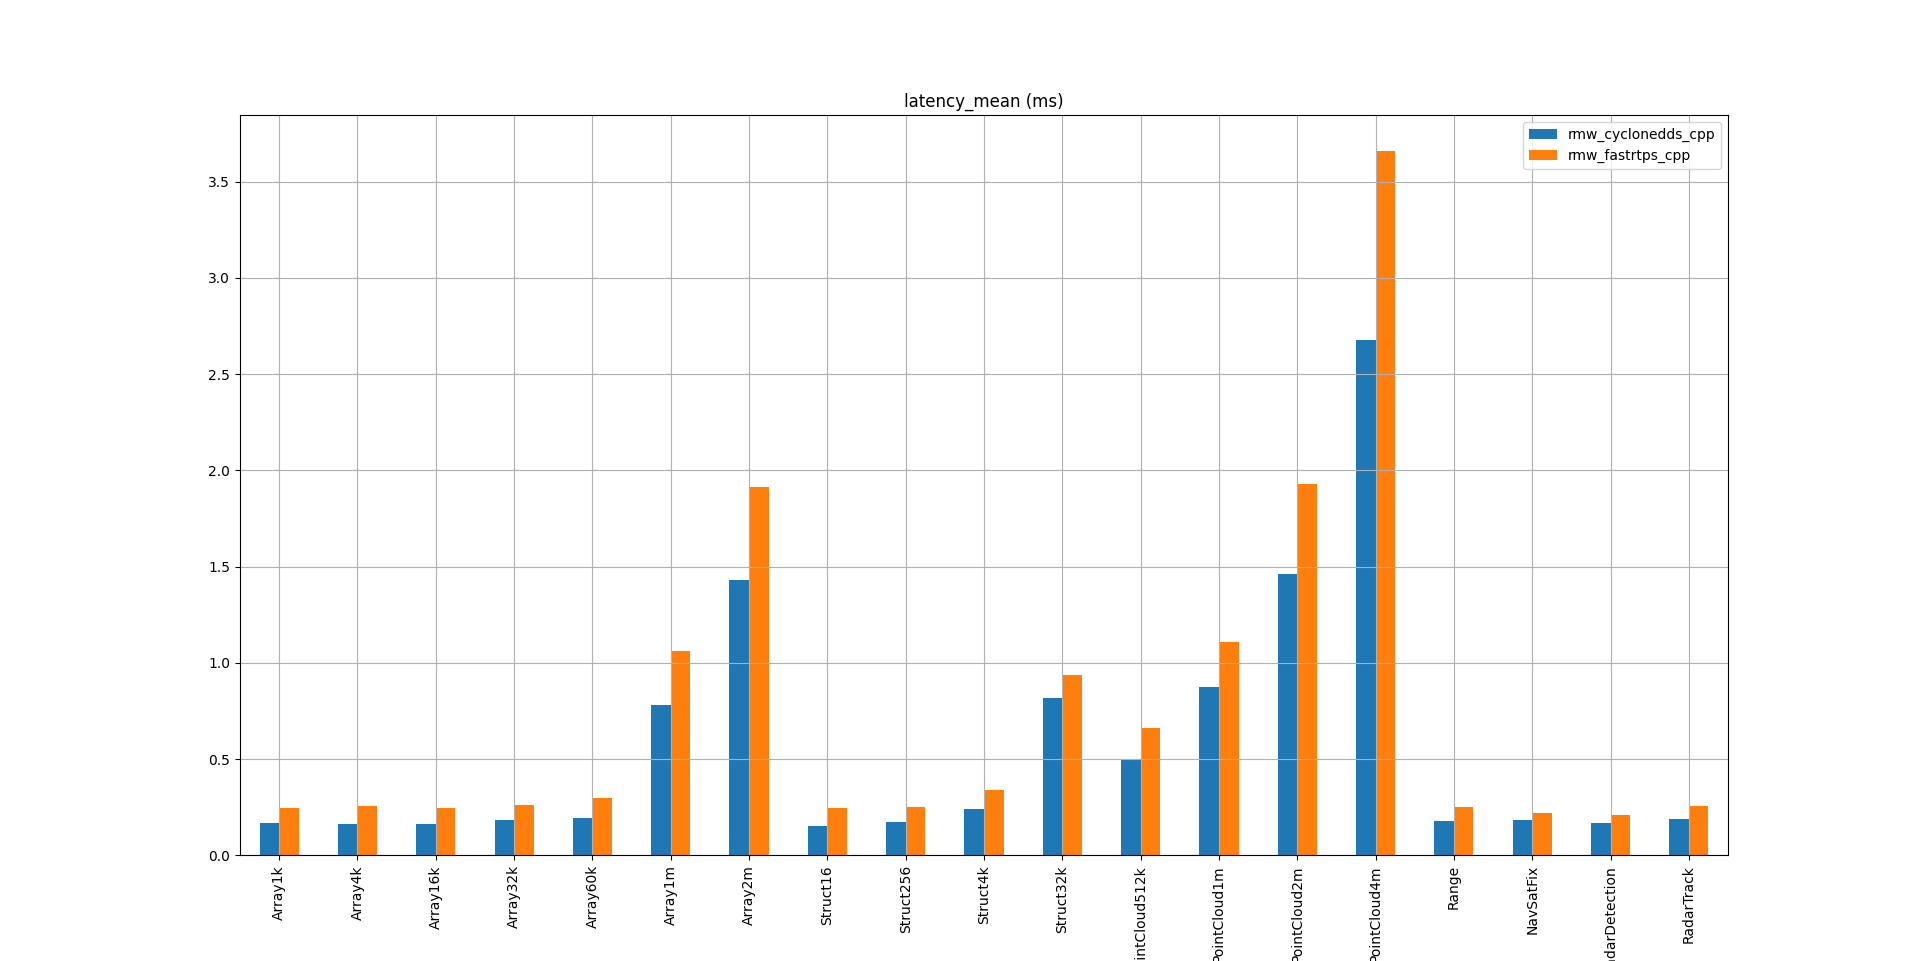 latency_mean (ms)
rmw_cyclonedds_cpp
rmw_fastrtps_cpp
3.5
3.0
2.5
2.0
1.5
1.0
0.5
0.0
Array1k
Array4k
Array16k
Array32k
Array60k
Array1m
Array2m
Struct16
Struct256
Struct4k
Struct32k
intCloud512k
PointCloud1m
PointCloud2m
PointCloud4m
Range
NavSatFix
darDetection
RadarTrack